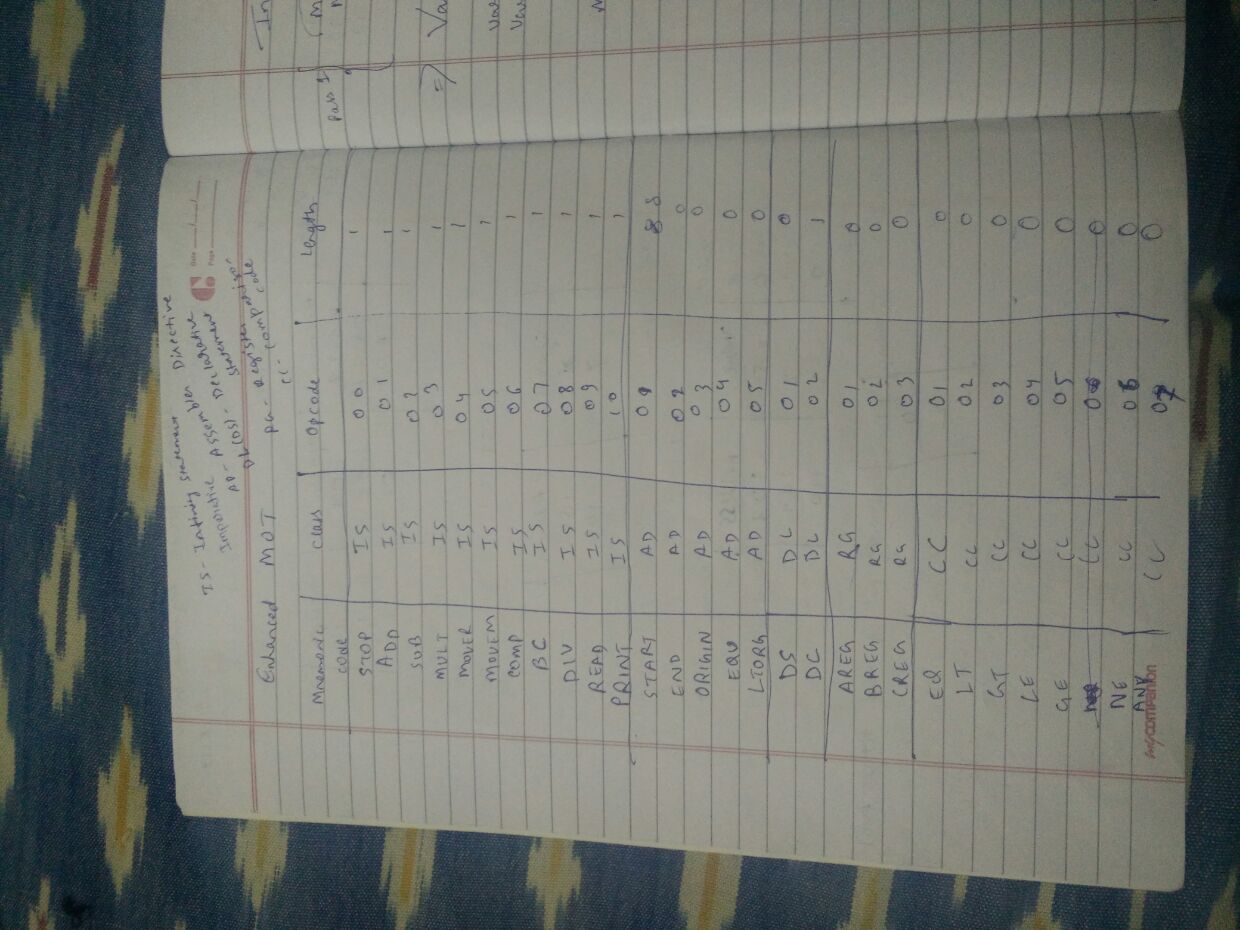 IS - Infinity Statement
Imperative
AD - Assembler Directive
DL(DS) - Declarative
Statement
RG - Register
CC - Comparison
code
Date / /
Page
Enhanced MOT
Mnemonic code Class Opcode Length
STOP IS 00 1
ADD IS 01 1
SUB IS 02 1
MULT IS 03 1
MOVER IS 04 1
MOVEM IS 05 1
COMP IS 06 1
BC IS 07 1
DIV IS 08 1
READ IS 09 1
PRINT IS 10 1
START AD 01
END AD 02 0
ORIGIN AD 03 0
EQU AD 04 0
LTORG AD 05 0
DS DL 01 0
DC DL 02 1
AREG RG 01 0
BREG RG 02 0
CREG RG 03 0
EQ CC 01 0
LT CC 02 0
GT CC 03 0
LE CC 04 0
GE CC 05 0
CC 06 0
NE CC 06 0
ANY CC 07 0
mycompanion
Pass 1
=>